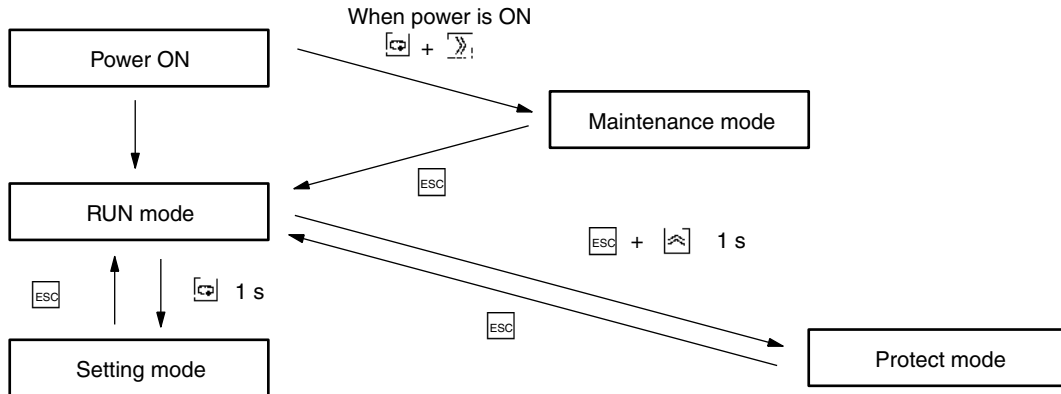 When power is ON
Power ON
+
Maintenance mode
ESC
RUN mode
ESC + 1 s
ESC
1 s
ESC
Setting mode
Protect mode